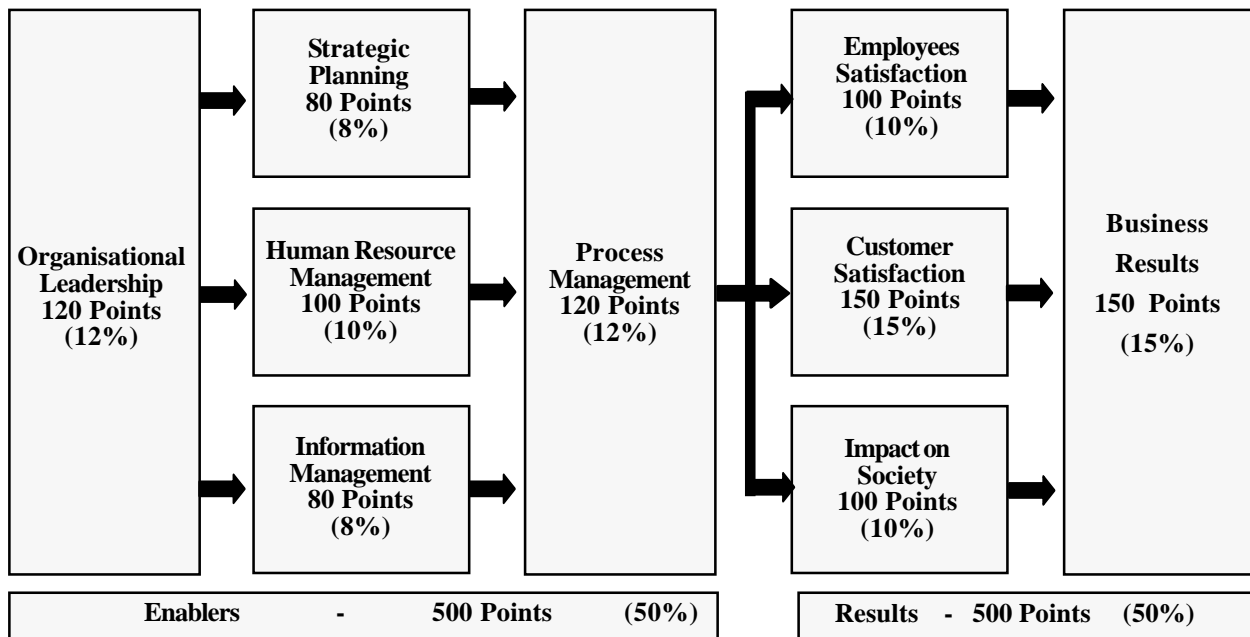 Organisational
Leadership
120 Points
(12%)
Strategic
Planning
80 Points
(8%)
Human Resource
Management
100 Points
(10%)
Information
Management
80 Points
(8%)
Process
Management
120 Points
(12%)
Employees
Satisfaction
100 Points
(10%)
Customer
Satisfaction
150 Points
(15%)
Impact on
Society
100 Points
(10%)
Business
Results
150 Points
(15%)
Enablers - 500 Points (50%)
Results - 500 Points (50%)